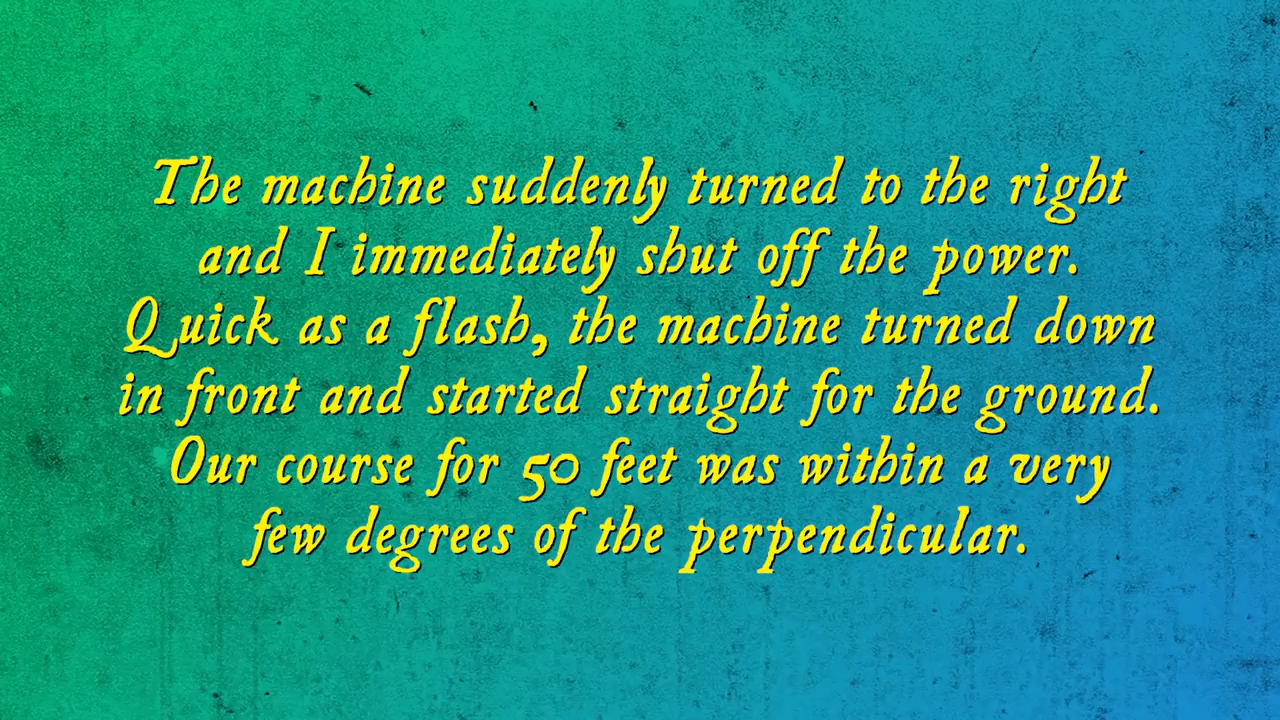 The machine suddenly turned to the right
and I immediately shut off the power.
Quick as a flash, the machine turned down
in front and started straight for the ground.
Our course for 50 feet was within a very
few degrees of the perpendicular.